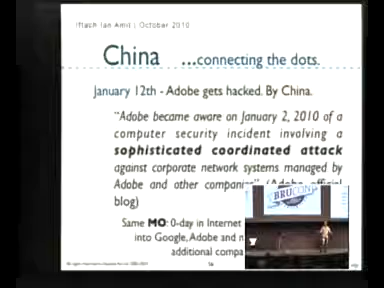 Iftach Ian Amit | October 2010
China ...connecting the dots.
January 12th - Adobe gets hacked. By China.
"Adobe became aware on January 2, 2010 of a
computer security incident involving a
sophisticated coordinated attack
against corporate network systems managed by
Adobe and other companies" (Adobe official
blog)
Same MO: 0-day in Internet
into Google, Adobe and
additional
BRUCON
56